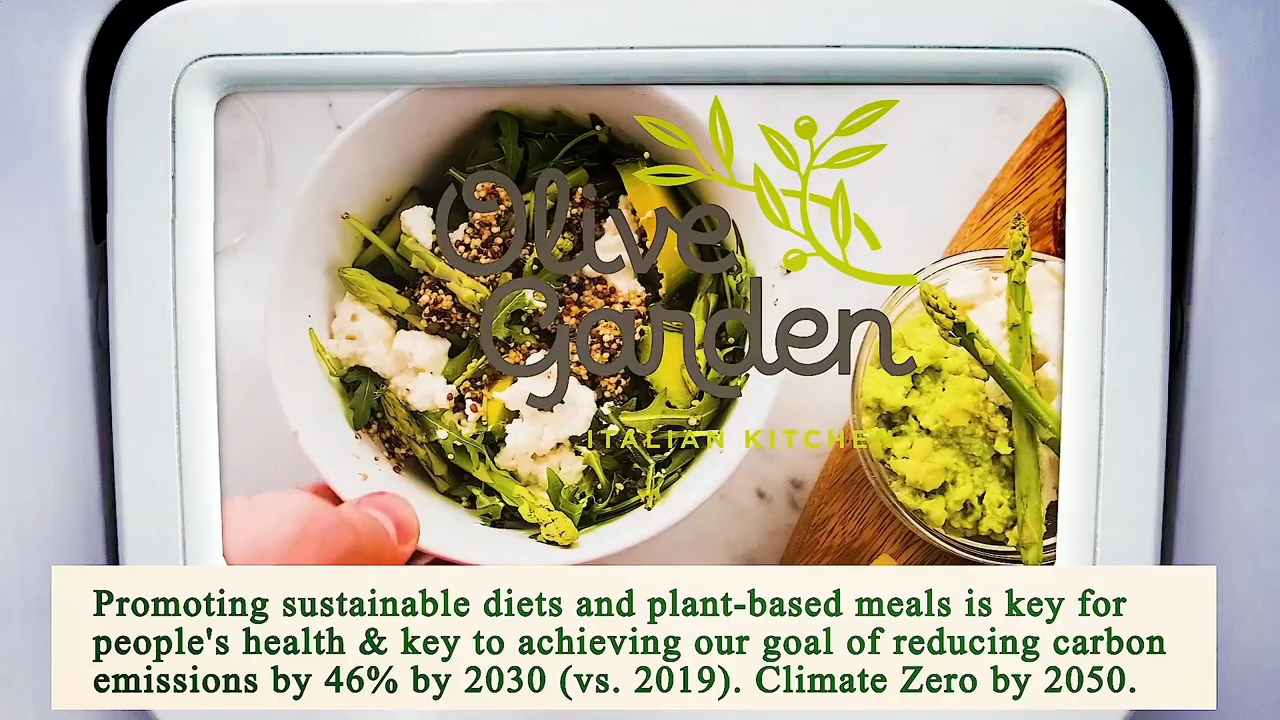 Olive
Garden
ITALIAN KITCHEN
Promoting sustainable diets and plant-based meals is key for
people's health & key to achieving our goal of reducing carbon
emissions by 46% by 2030 (vs. 2019). Climate Zero by 2050.